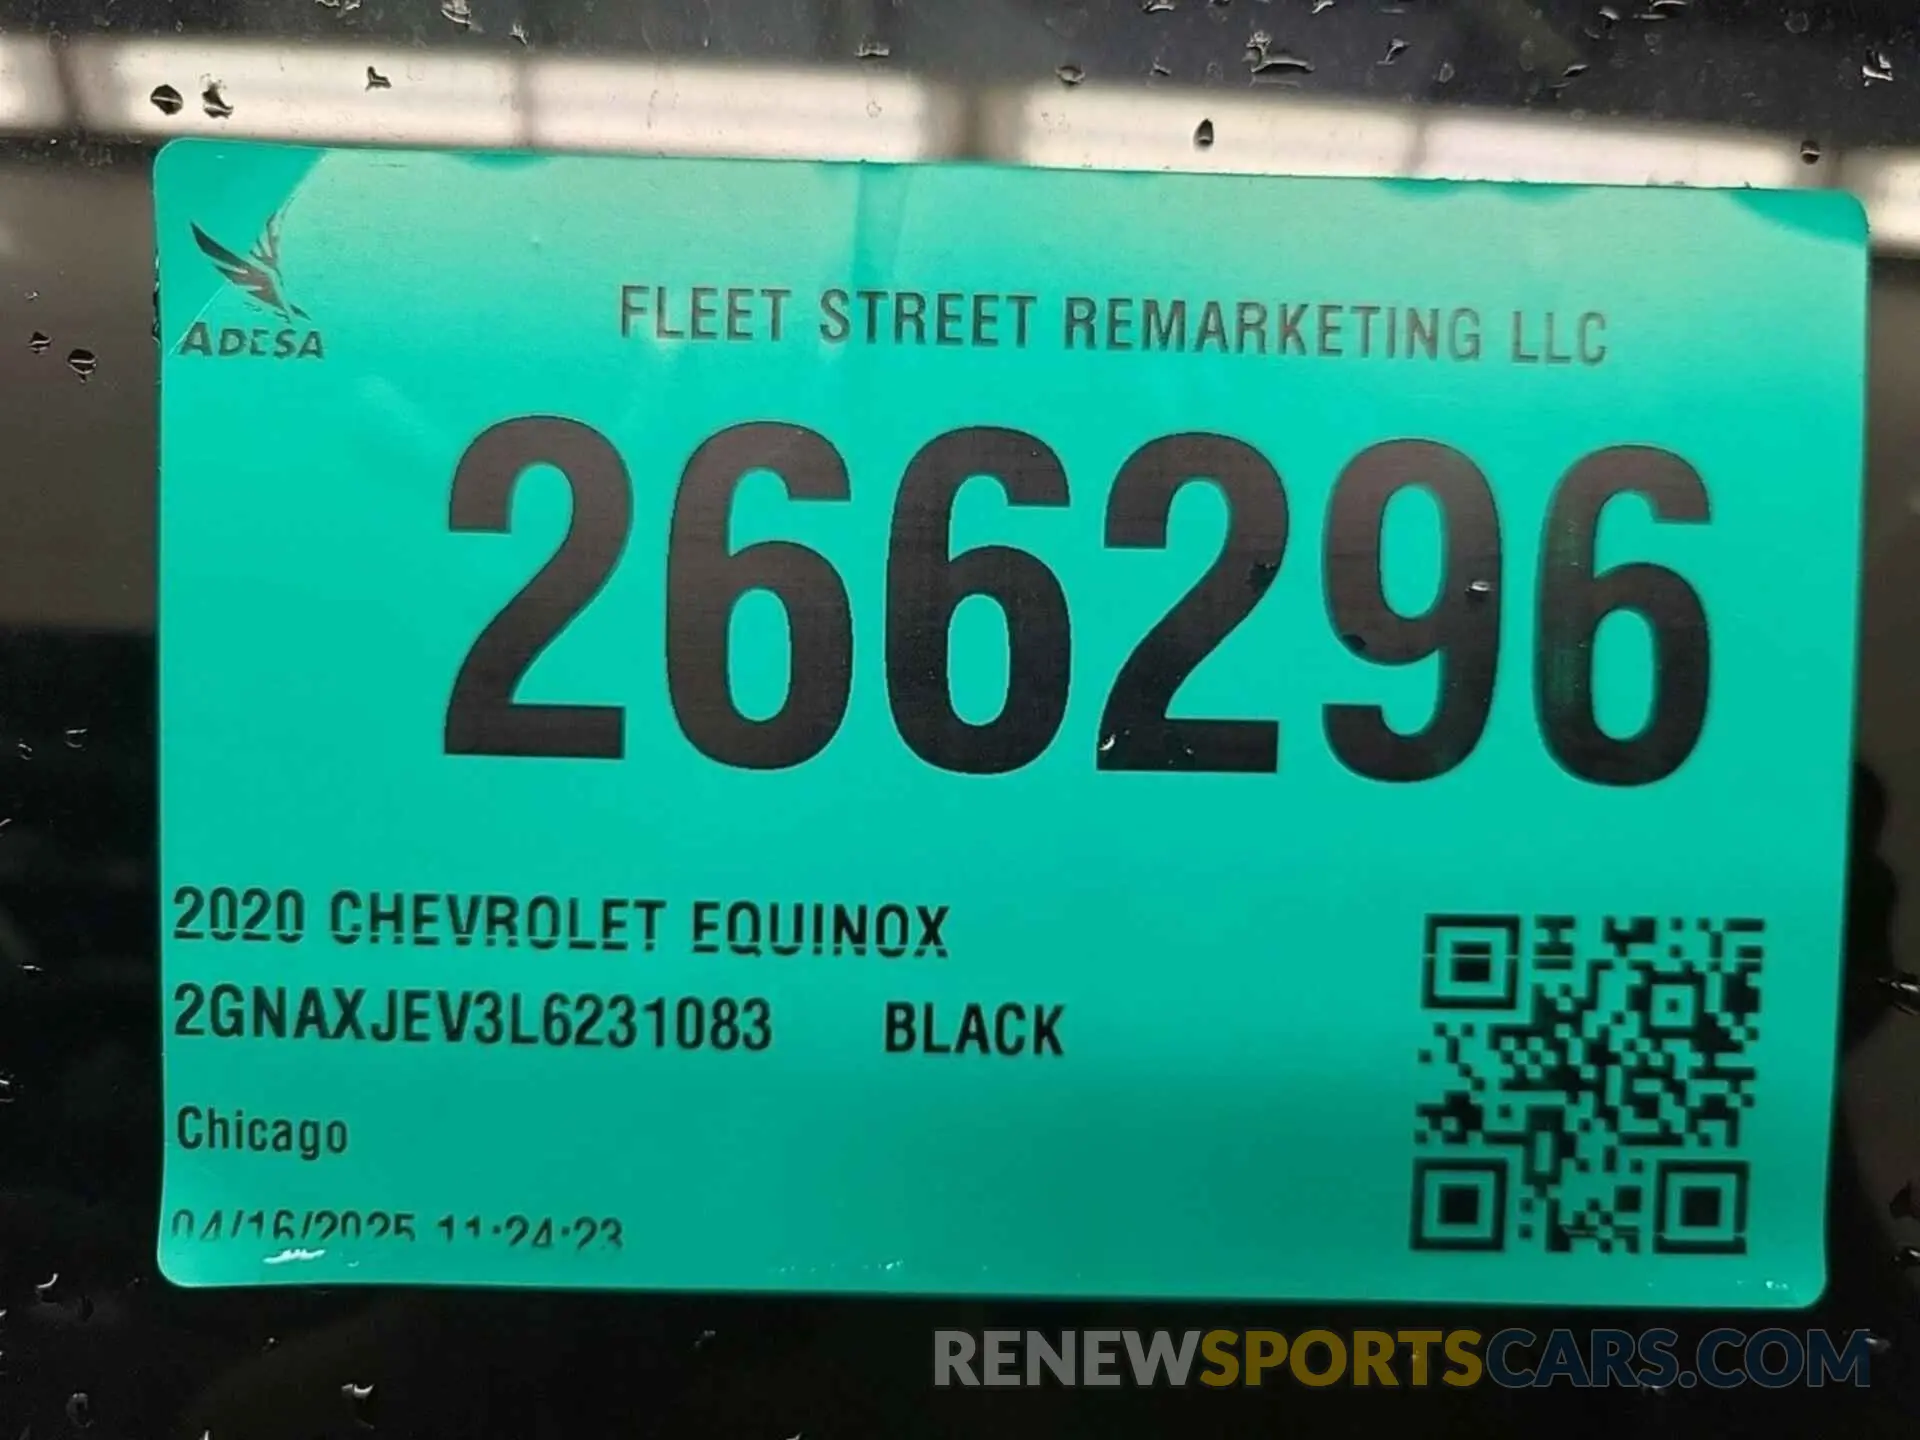 ADESA
FLEET STREET REMARKETING LLC
266296
2020 CHEVROLET EQUINOX
2GNAXJEV3L6231083 BLACK
Chicago
04/16/2025 11:24:23
RENEWSPORTSCARS.COM